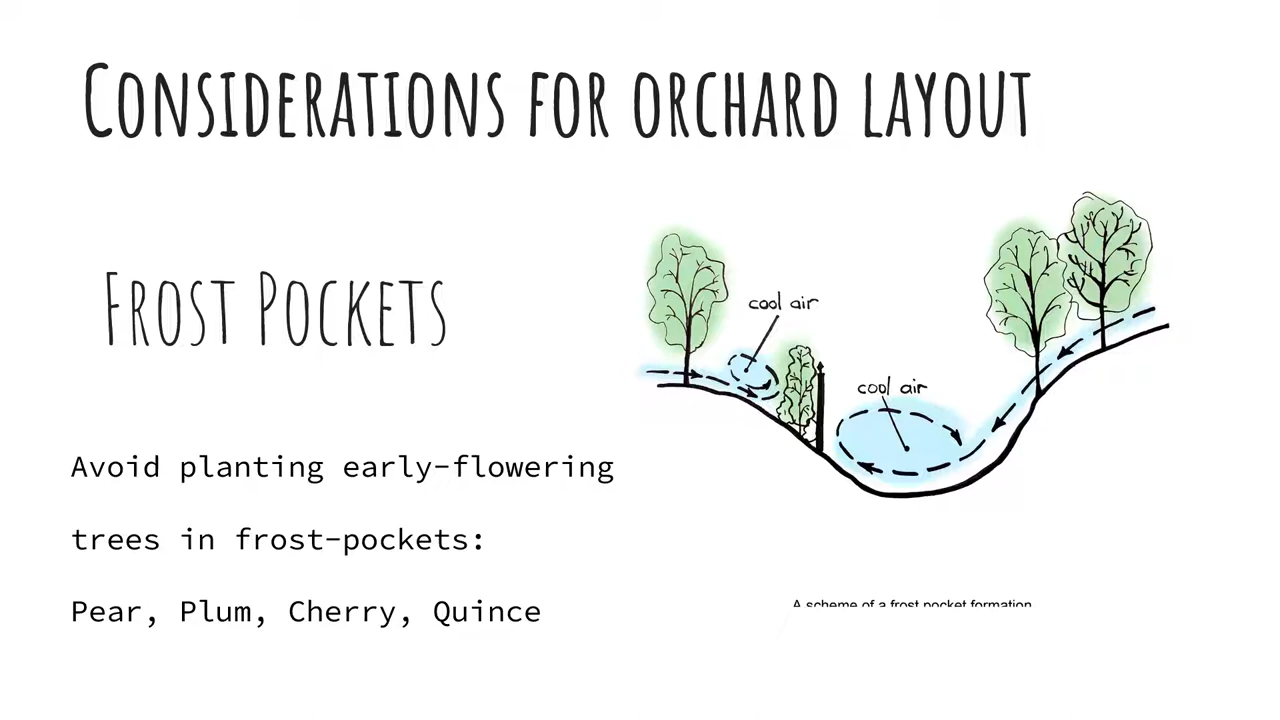 Considerations for orchard layout
Frost Pockets
cool air
cool air
Avoid planting early-flowering
trees in frost-pockets:
Pear, Plum, Cherry, Quince
A scheme of a frost pocket formation